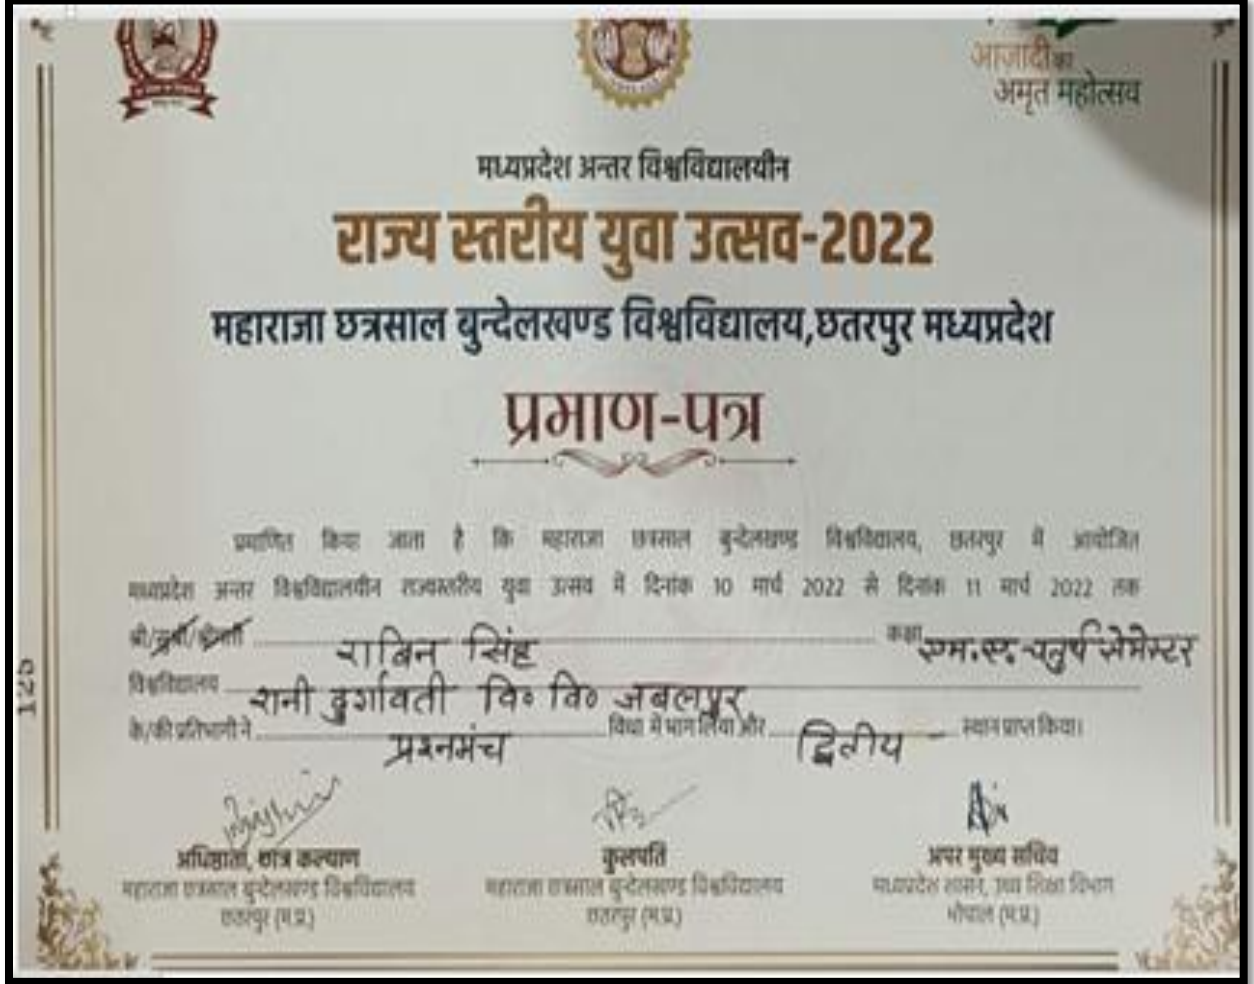 आजादी का
अमृत महोत्सव
मध्यप्रदेश अन्तर विश्वविद्यालयीन
राज्य स्तरीय युवा उत्सव-2022
महाराजा छत्रसाल बुन्देलखण्ड विश्वविद्यालय,छतरपुर मध्यप्रदेश
प्रमाण-पत्र
प्रमाणित किया जाता है कि महाराजा छत्रसाल बुन्देलखण्ड विश्वविद्यालय, छतरपुर में आयोजित
मध्यप्रदेश अन्तर विश्वविद्यालयीन राज्यस्तरीय युवा उत्सव में दिनांक 10 मार्च 2022 से दिनांक 11 मार्च 2022 तक
श्री/सुश्री/श्रीमती राबिन सिंह कक्षा एम.ए. चतुर्थ सेमेस्टर
विश्वविद्यालय रानी दुर्गावती वि० वि० जबलपुर
के/की प्रतिभागी ने प्रश्नमंच विधा में भाग लिया और द्वितीय स्थान प्राप्त किया।
125
अधिष्ठाता, छात्र कल्याण
महाराजा छत्रसाल बुन्देलखण्ड विश्वविद्यालय
छतरपुर (म.प्र.)
कुलपति
महाराजा छत्रसाल बुन्देलखण्ड विश्वविद्यालय
छतरपुर (म.प्र.)
अपर मुख्य सचिव
मध्यप्रदेश शासन, उच्च शिक्षा विभाग
भोपाल (म.प्र.)